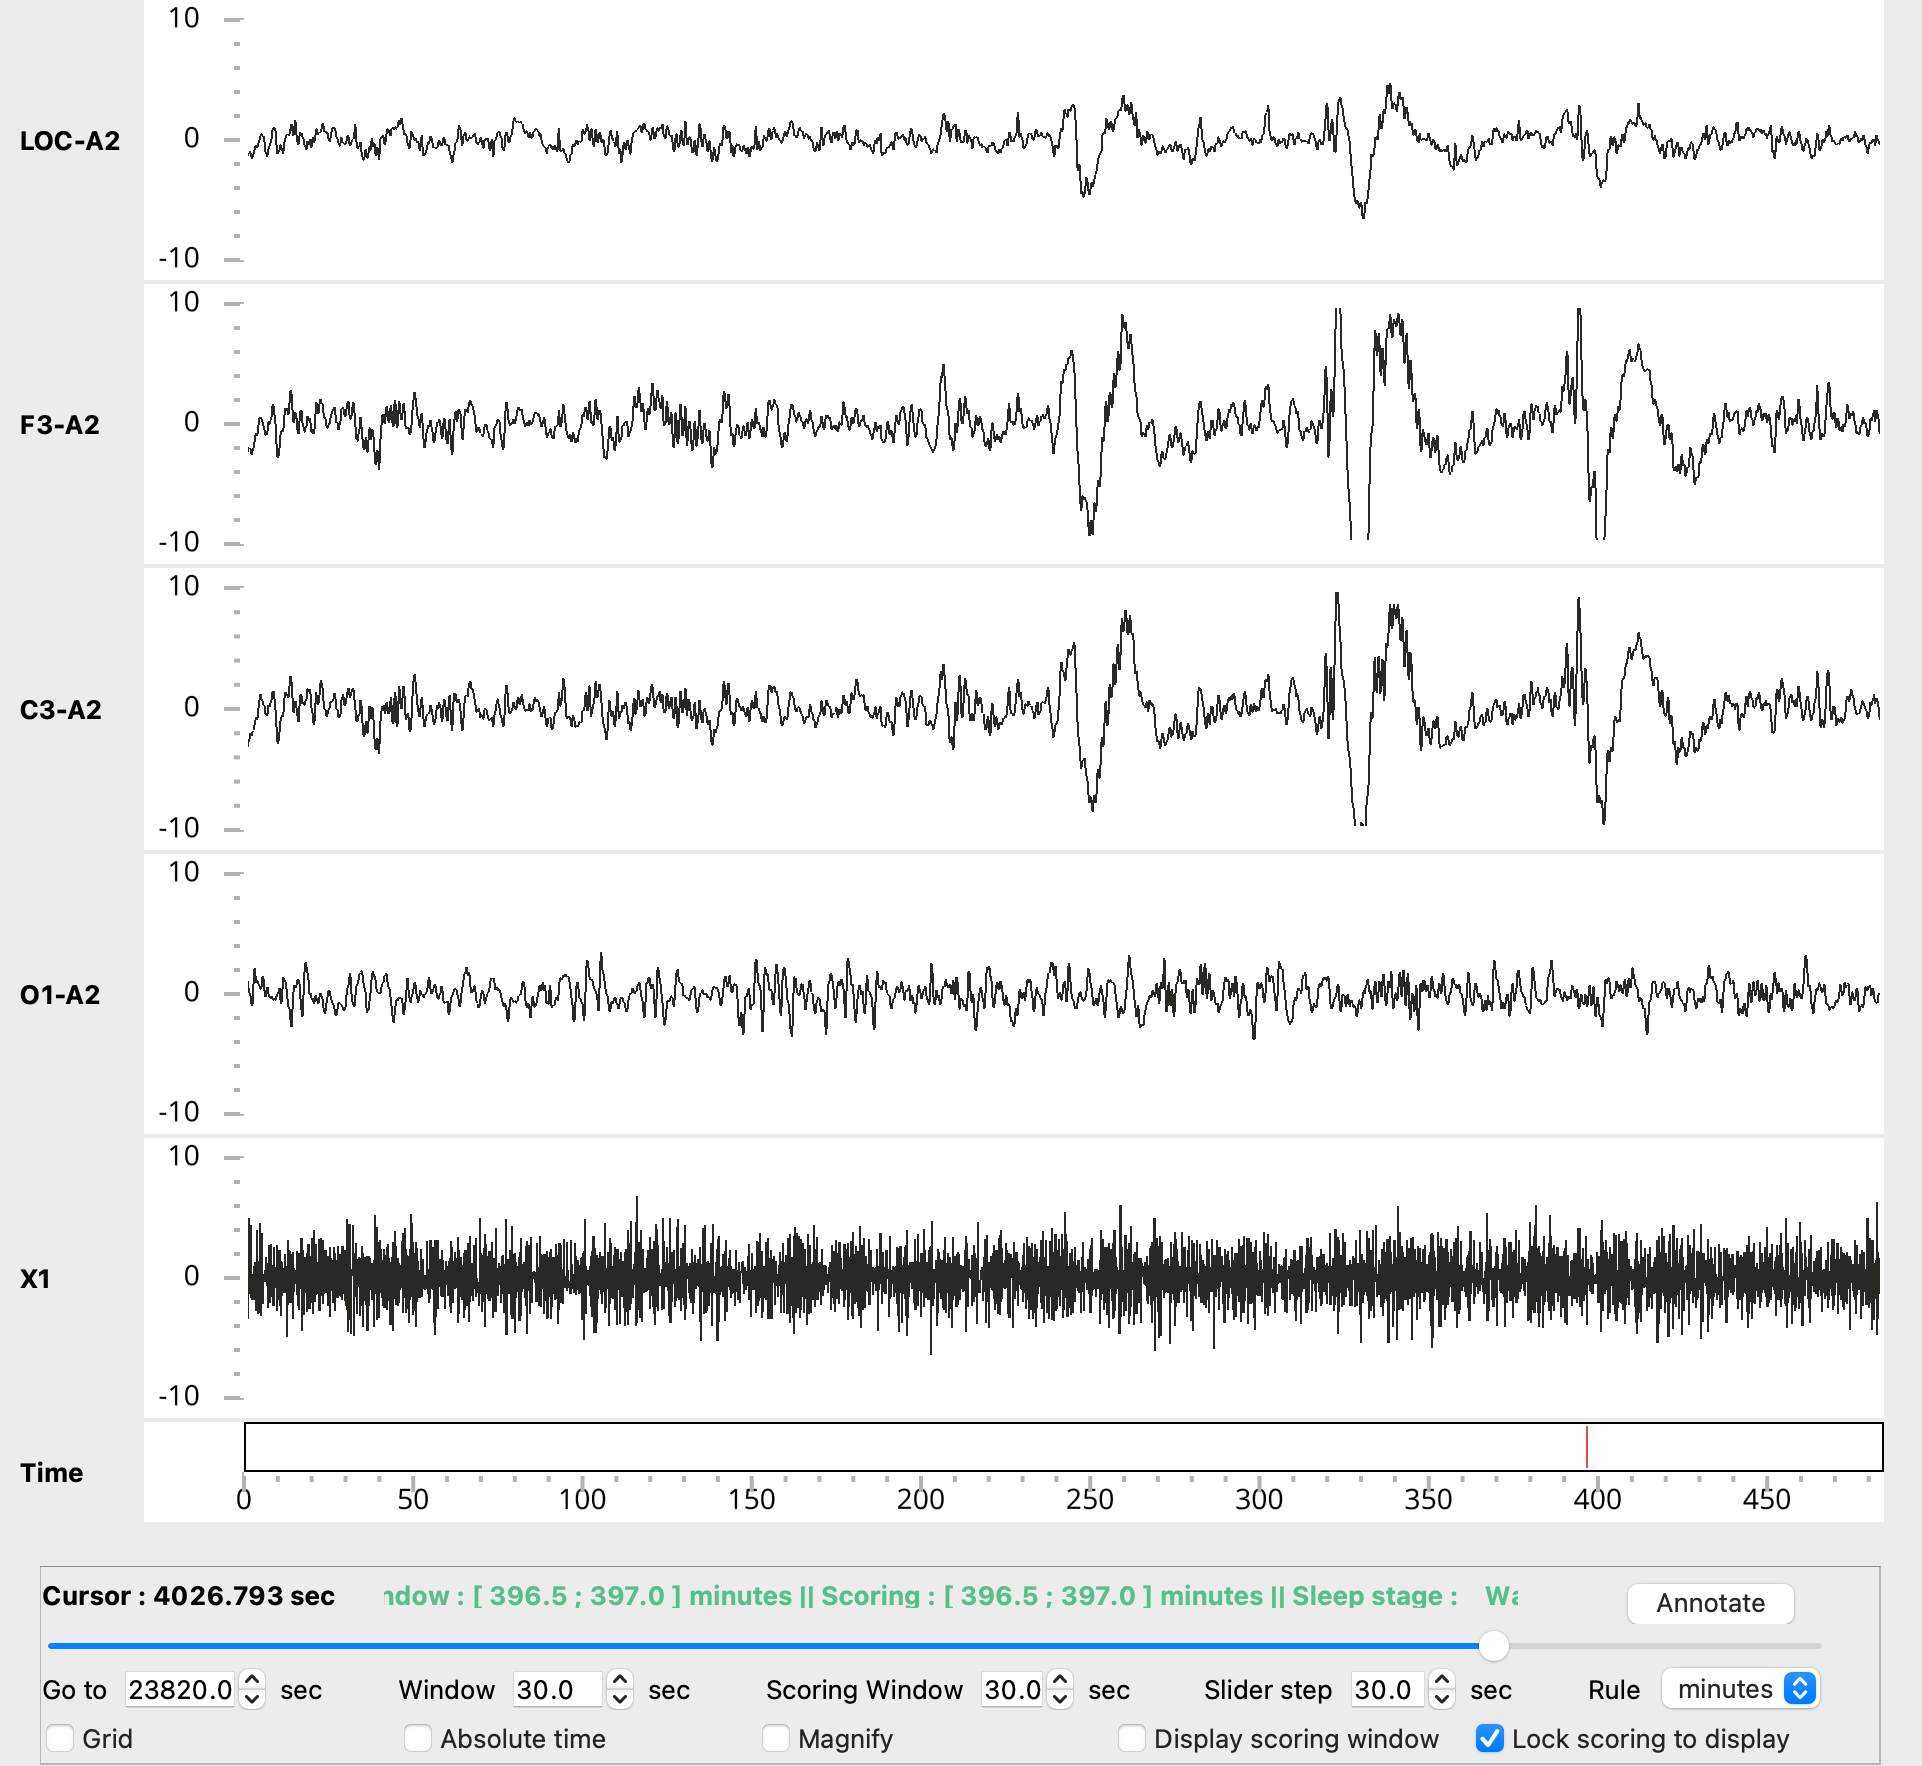 10
LOC-A2
0
-10
10
F3-A2
0
-10
10
C3-A2
0
-10
10
O1-A2
0
-10
10
X1
0
-10
Time
0 50 100 150 200 250 300 350 400 450
Cursor : 4026.793 sec ndow : [ 396.5 ; 397.0 ] minutes || Scoring : [ 396.5 ; 397.0 ] minutes || Sleep stage : Wa Annotate
Go to 23820.0 sec Window 30.0 sec Scoring Window 30.0 sec Slider step 30.0 sec Rule minutes
Grid Absolute time Magnify Display scoring window Lock scoring to display